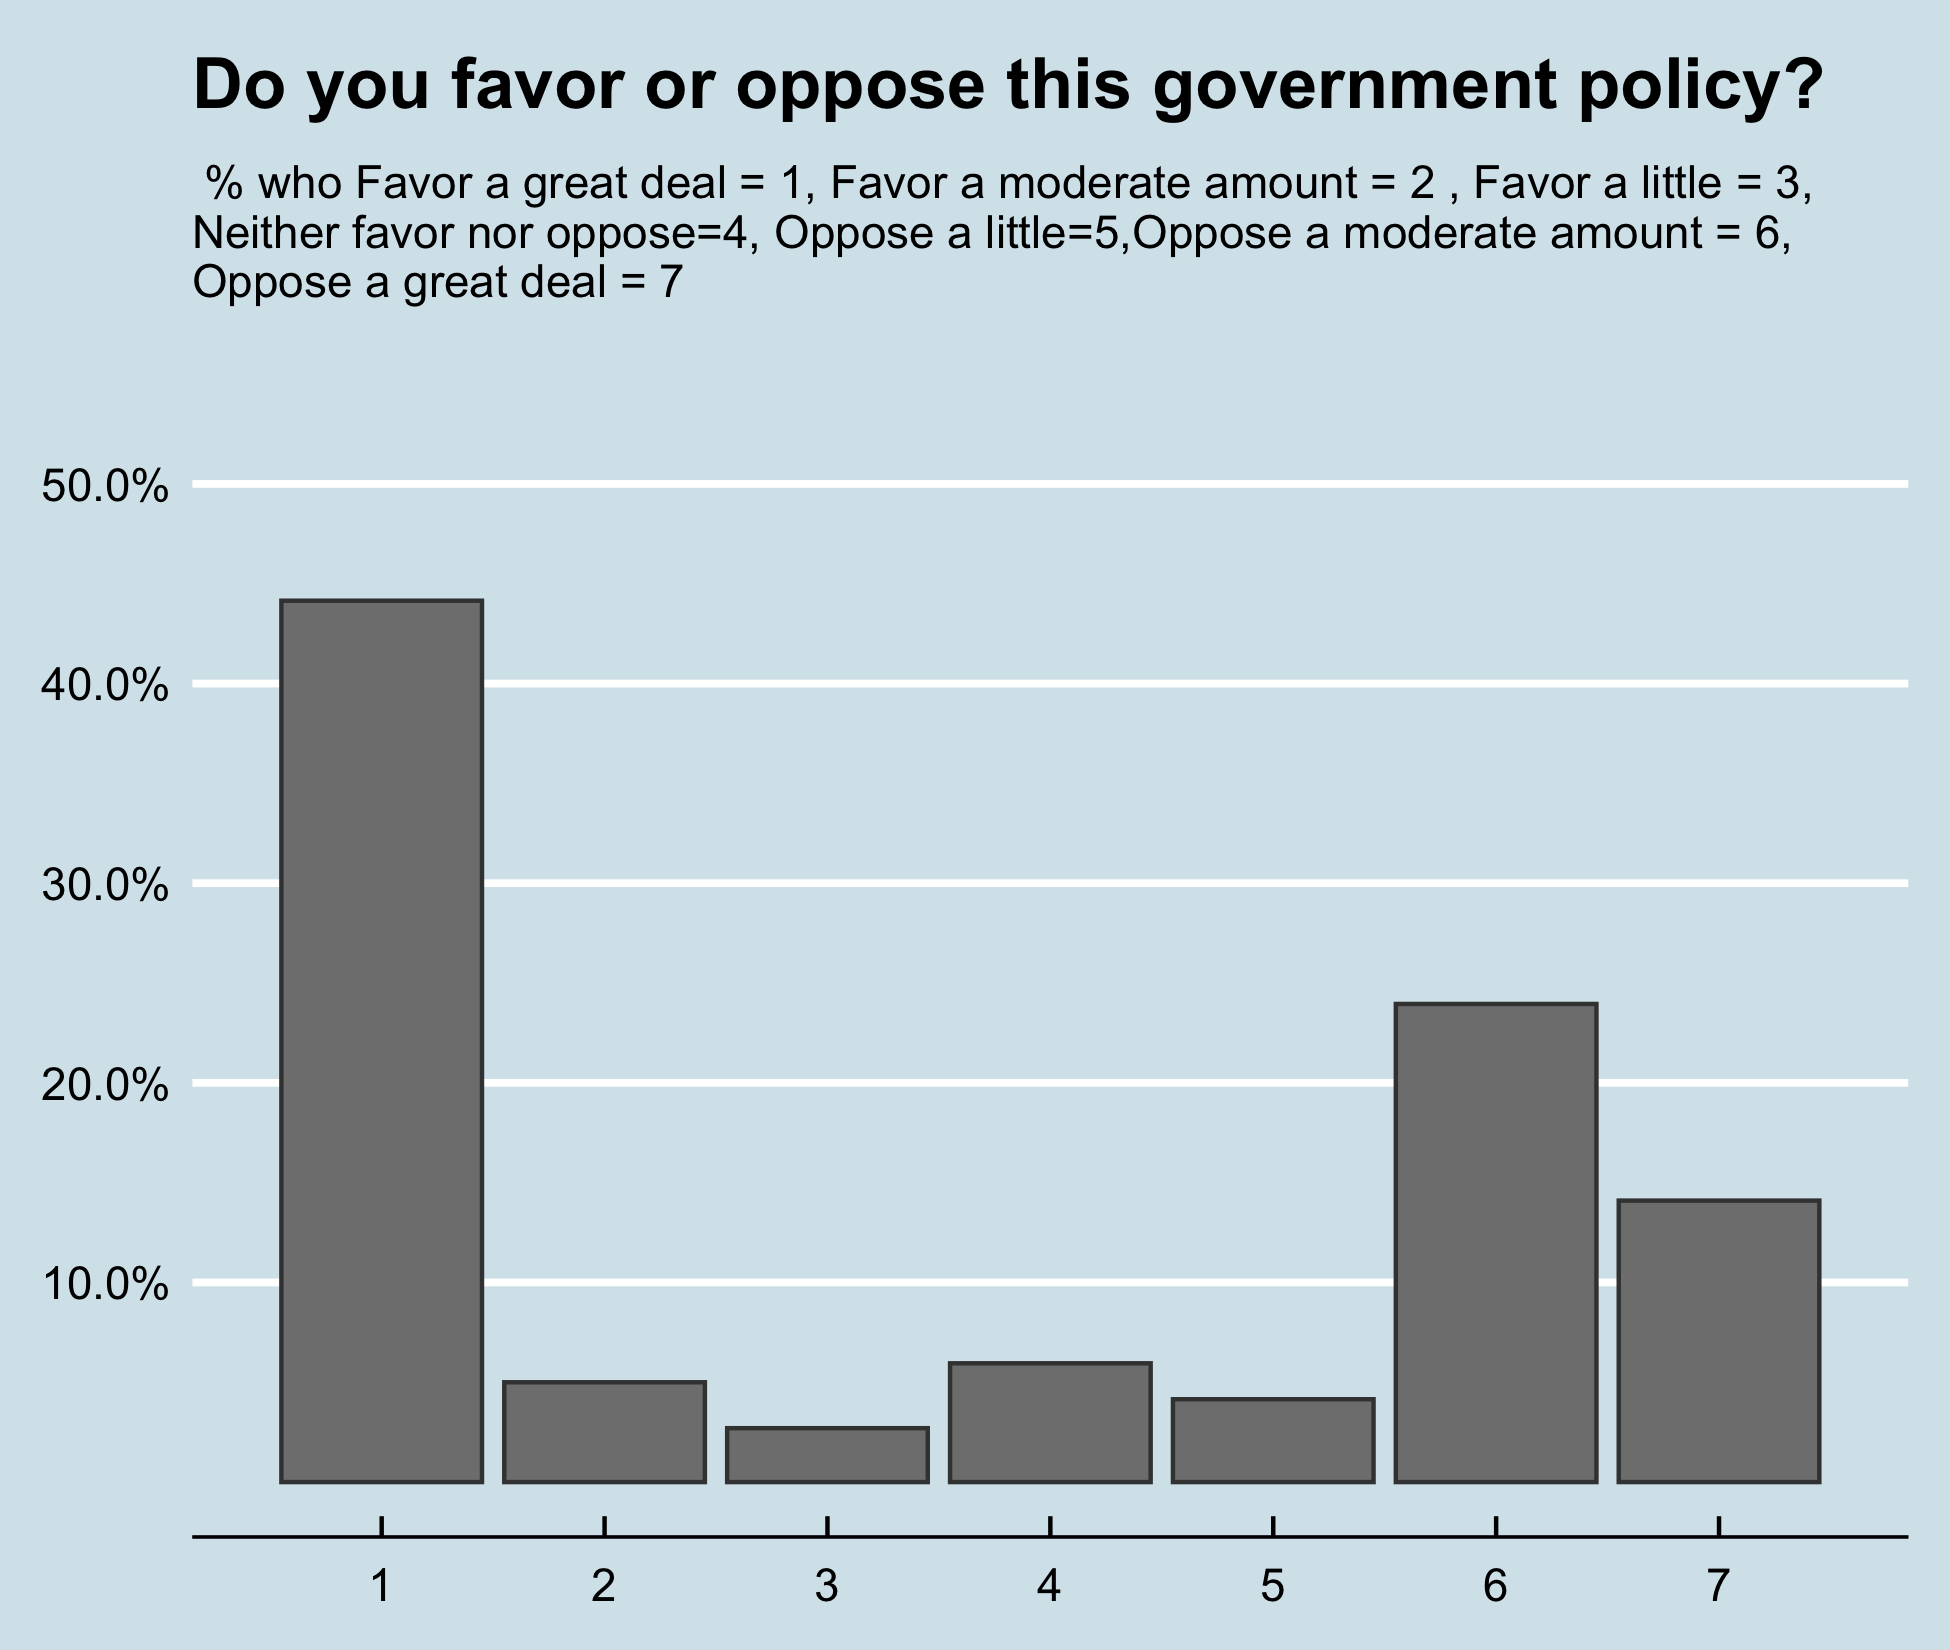 Do you favor or oppose this government policy?
% who Favor a great deal = 1, Favor a moderate amount = 2 , Favor a little = 3,
Neither favor nor oppose=4, Oppose a little=5,Oppose a moderate amount = 6,
Oppose a great deal = 7
50.0%
40.0%
30.0%
20.0%
10.0%
1 2 3 4 5 6 7